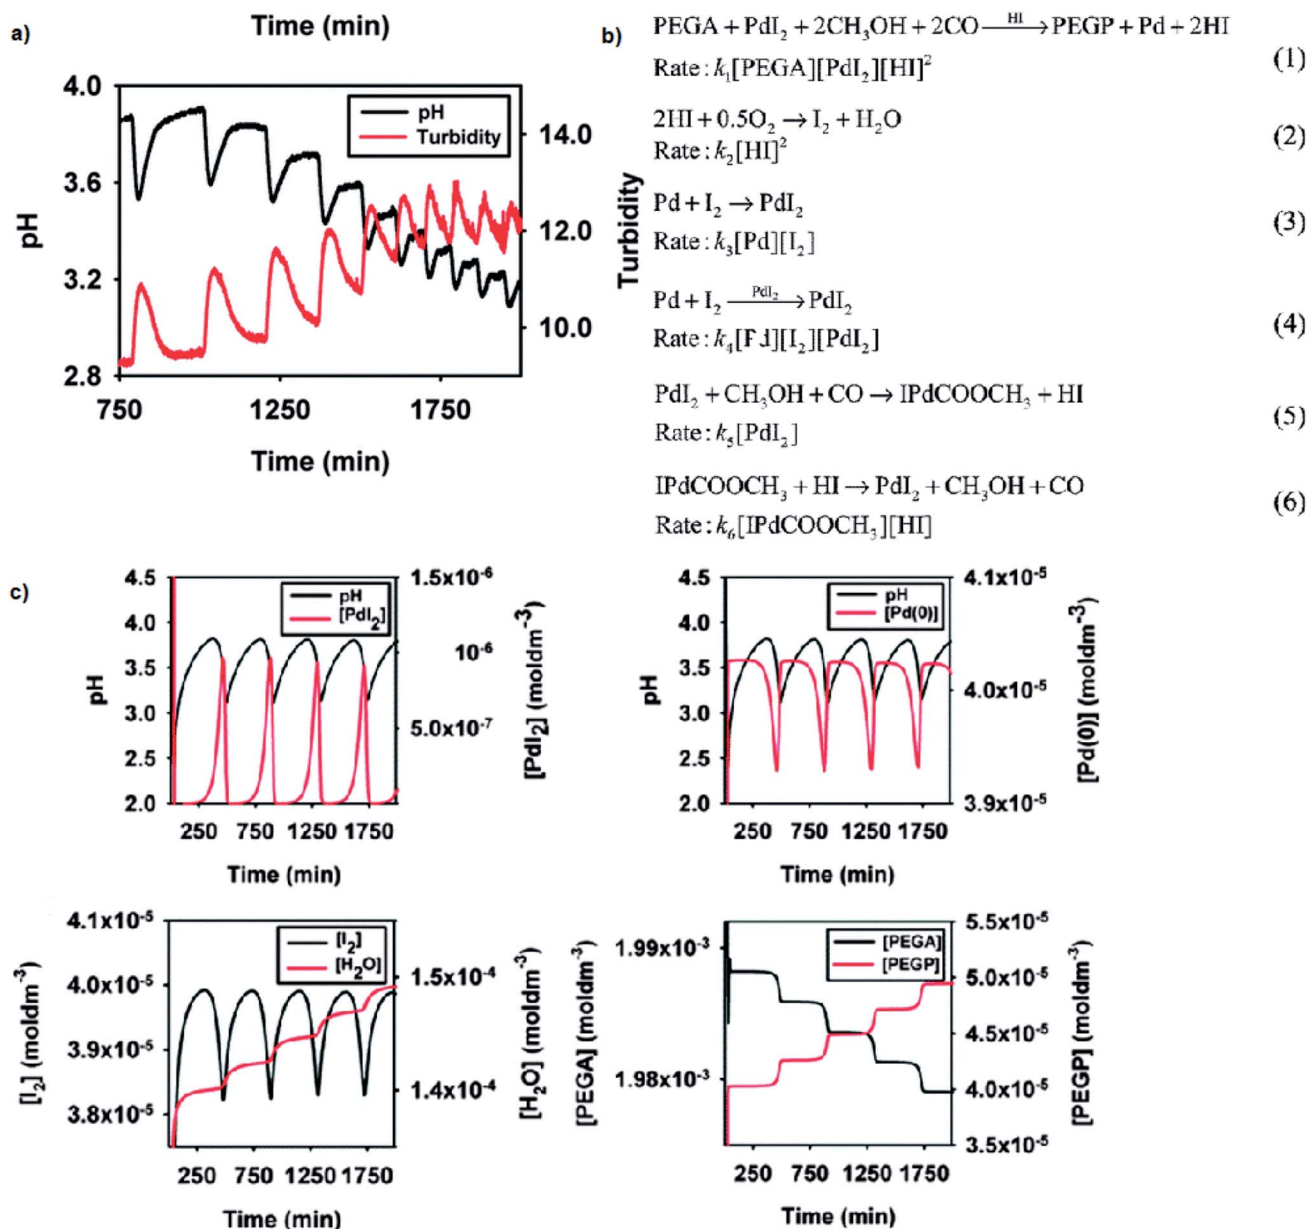 a)
Time (min)
4.0
3.6
3.2
2.8
pH
pH
Turbidity
14.0
12.0
10.0
Turbidity
750 1250 1750
Time (min)
b)
PEGA + PdI₂ + 2CH₃OH + 2CO —HI→ PEGP + Pd + 2HI
Rate: k₁[PEGA][PdI₂][HI]² (1)
2HI + 0.5O₂ → I₂ + H₂O
Rate: k₂[HI]² (2)
Pd + I₂ → PdI₂
Rate: k₃[Pd][I₂] (3)
Pd + I₂ —PdI₂→ PdI₂
Rate: k₄[Pd][I₂][PdI₂] (4)
PdI₂ + CH₃OH + CO → IPdCOOCH₃ + HI
Rate: k₅[PdI₂] (5)
IPdCOOCH₃ + HI → PdI₂ + CH₃OH + CO
Rate: k₆[IPdCOOCH₃][HI] (6)
c)
4.5
4.0
3.5
3.0
2.5
2.0
pH
pH
[PdI₂]
1.5x10⁻⁶
10⁻⁶
5.0x10⁻⁷
[PdI₂] (moldm⁻³)
250 750 1250 1750
Time (min)
4.5
4.0
3.5
3.0
2.5
2.0
pH
pH
[Pd(0)]
4.1x10⁻⁵
4.0x10⁻⁵
3.9x10⁻⁵
[Pd(0)] (moldm⁻³)
250 750 1250 1750
Time (min)
4.1x10⁻⁵
4.0x10⁻⁵
3.9x10⁻⁵
3.8x10⁻⁵
[I₂] (moldm⁻³)
[I₂]
[H₂O]
1.5x10⁻⁴
1.4x10⁻⁴
[H₂O] (moldm⁻³)
250 750 1250 1750
Time (min)
1.99x10⁻³
1.98x10⁻³
[PEGA] (moldm⁻³)
[PEGA]
[PEGP]
5.5x10⁻⁵
5.0x10⁻⁵
4.5x10⁻⁵
4.0x10⁻⁵
3.5x10⁻⁵
[PEGP] (moldm⁻³)
250 750 1250 1750
Time (min)